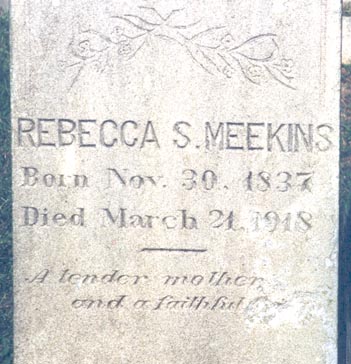 REBECCA S. MEEKINS
Born Nov. 30, 1837
Died March 21, 1918
A tender mother
and a faithful